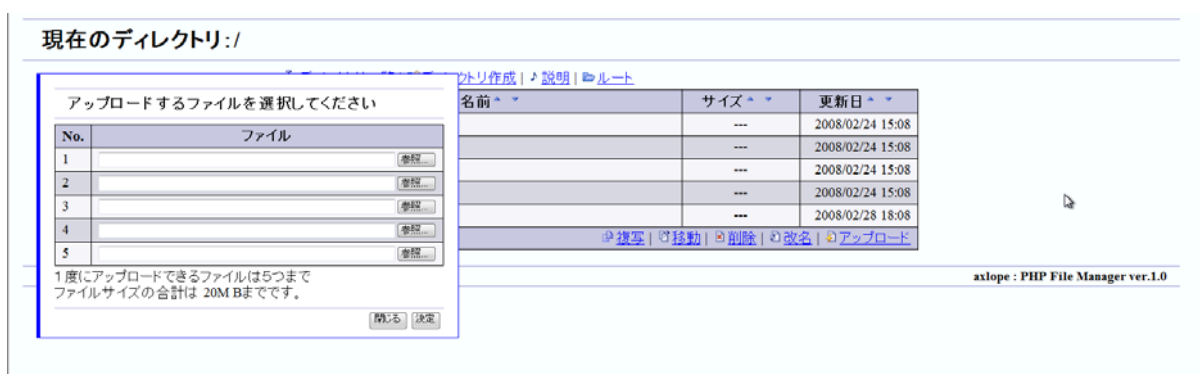 現在のディレクトリ:/
クトリ作成 | 説明 | ルート
アップロードするファイルを選択してください
No. ファイル
1 参照...
2 参照...
3 参照...
4 参照...
5 参照...
1度にアップロードできるファイルは5つまで
ファイルサイズの合計は 20MBまでです。
閉じる 決定
名前 サイズ 更新日
--- 2008/02/24 15:08
--- 2008/02/24 15:08
--- 2008/02/24 15:08
--- 2008/02/24 15:08
--- 2008/02/28 18:08
複写 | 移動 | 削除 | 改名 | アップロード
axlope : PHP File Manager ver.1.0